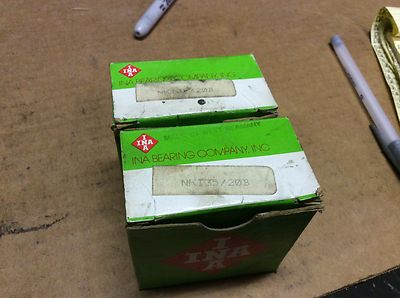 INA
INA BEARING COMPANY, INC
NKI35/20B
INA
MADE IN WEST GERMANY
INA BEARING COMPANY, INC
NKI35/20B
INA